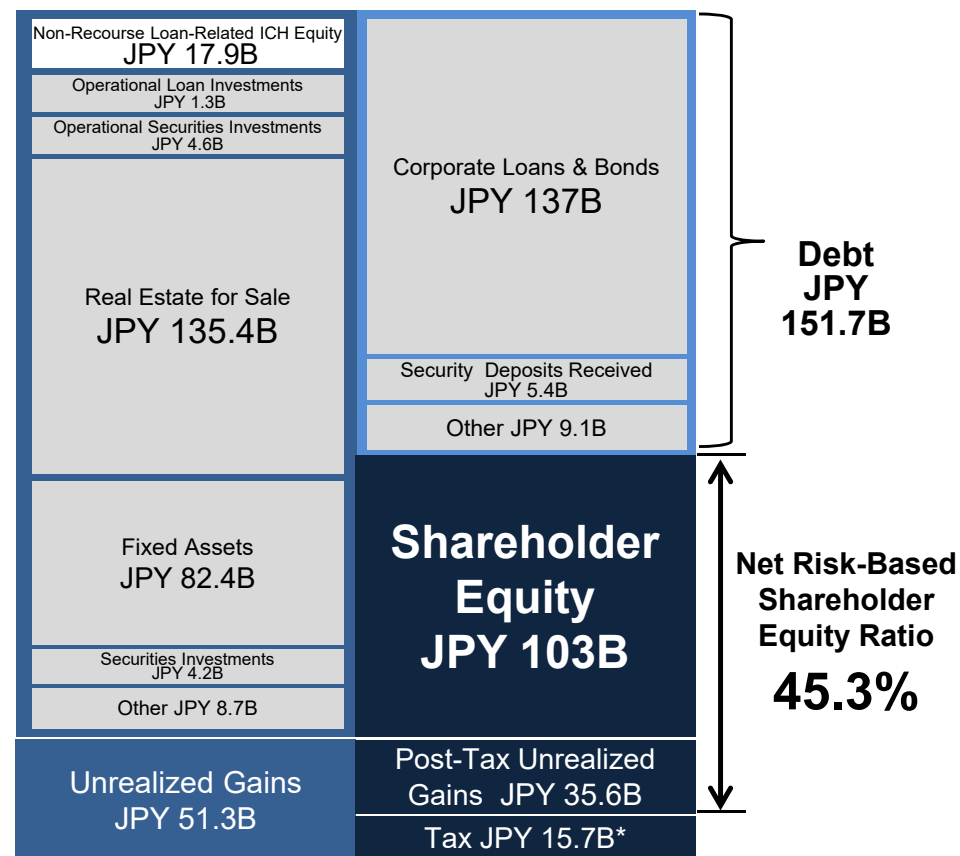 Non-Recourse Loan-Related ICH Equity
JPY 17.9B
Operational Loan Investments
JPY 1.3B
Operational Securities Investments
JPY 4.6B
Real Estate for Sale
JPY 135.4B
Fixed Assets
JPY 82.4B
Securities Investments
JPY 4.2B
Other JPY 8.7B
Unrealized Gains
JPY 51.3B
Corporate Loans & Bonds
JPY 137B
Security Deposits Received
JPY 5.4B
Other JPY 9.1B
Shareholder
Equity
JPY 103B
Post-Tax Unrealized
Gains JPY 35.6B
Tax JPY 15.7B*
Debt
JPY
151.7B
Net Risk-Based
Shareholder
Equity Ratio
45.3%